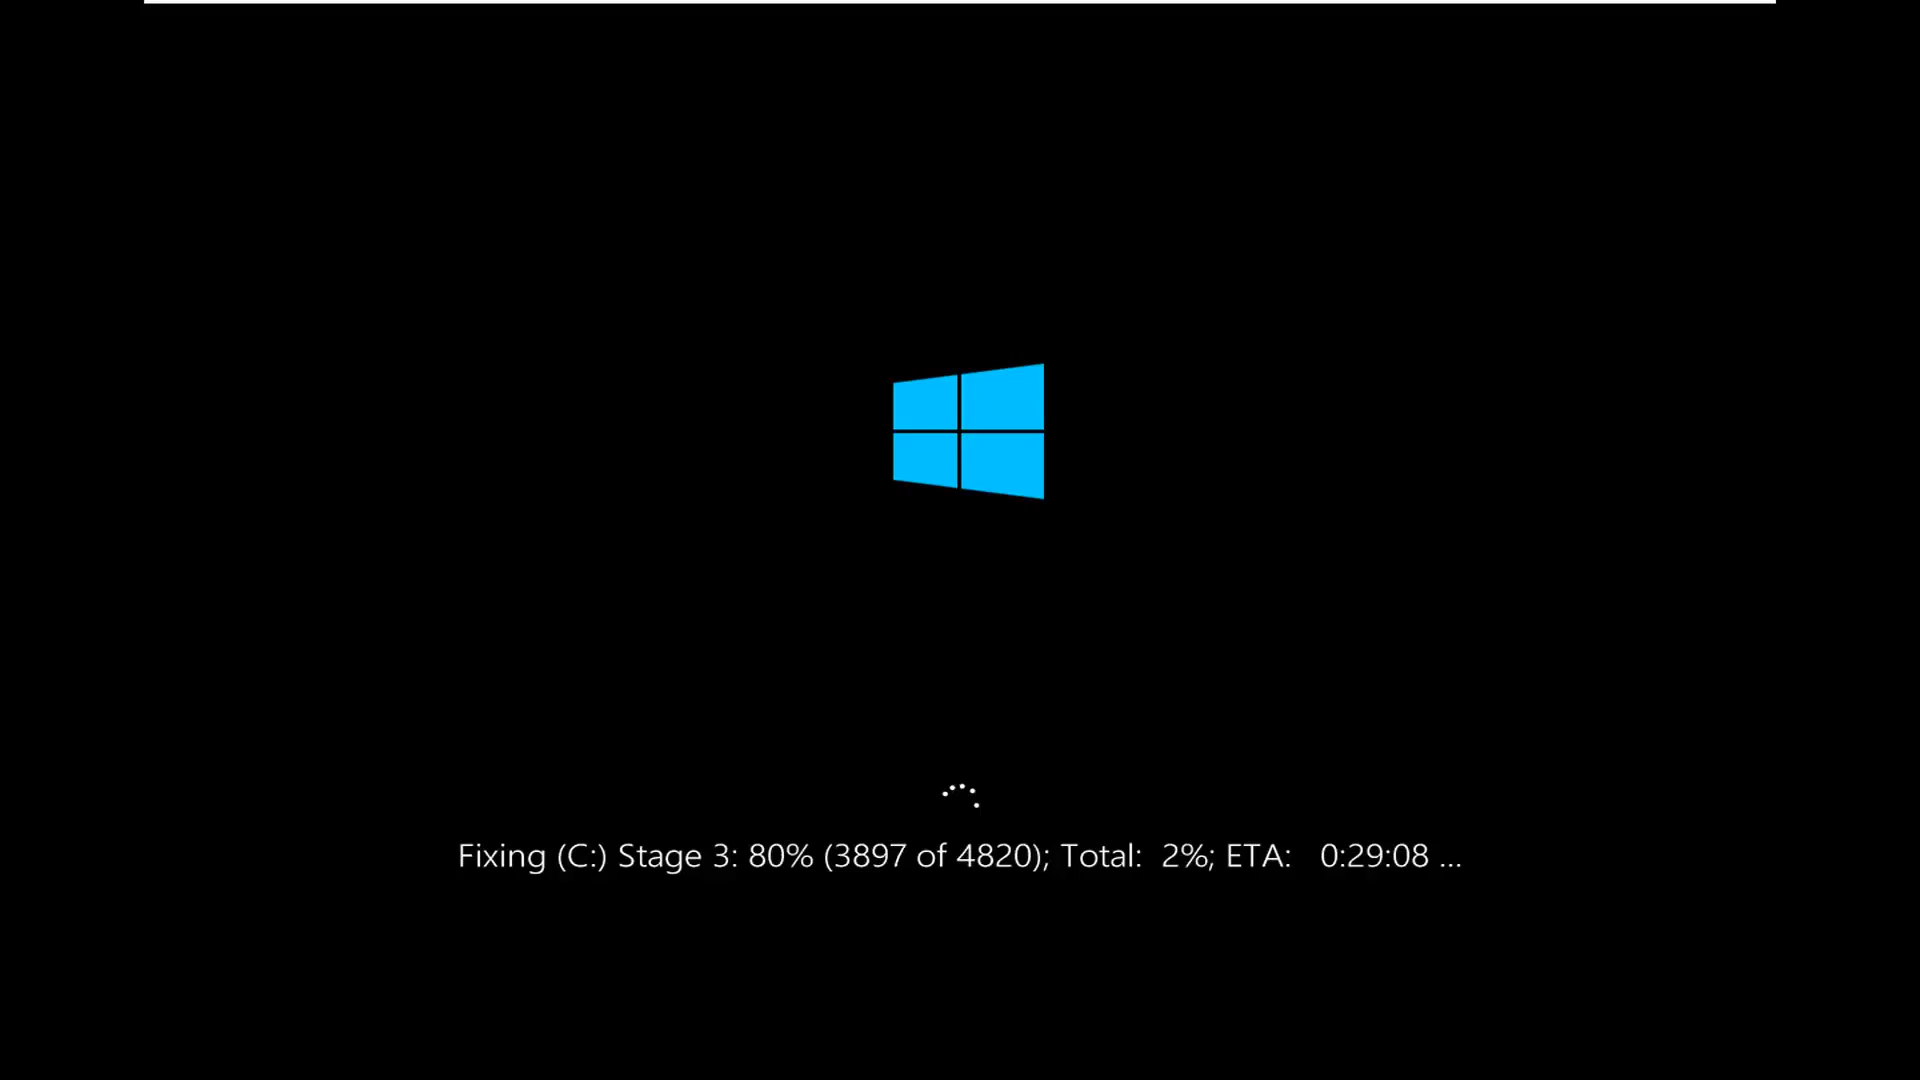 Fixing (C:) Stage 3: 80% (3897 of 4820); Total:  2%; ETA:   0:29:08 ...